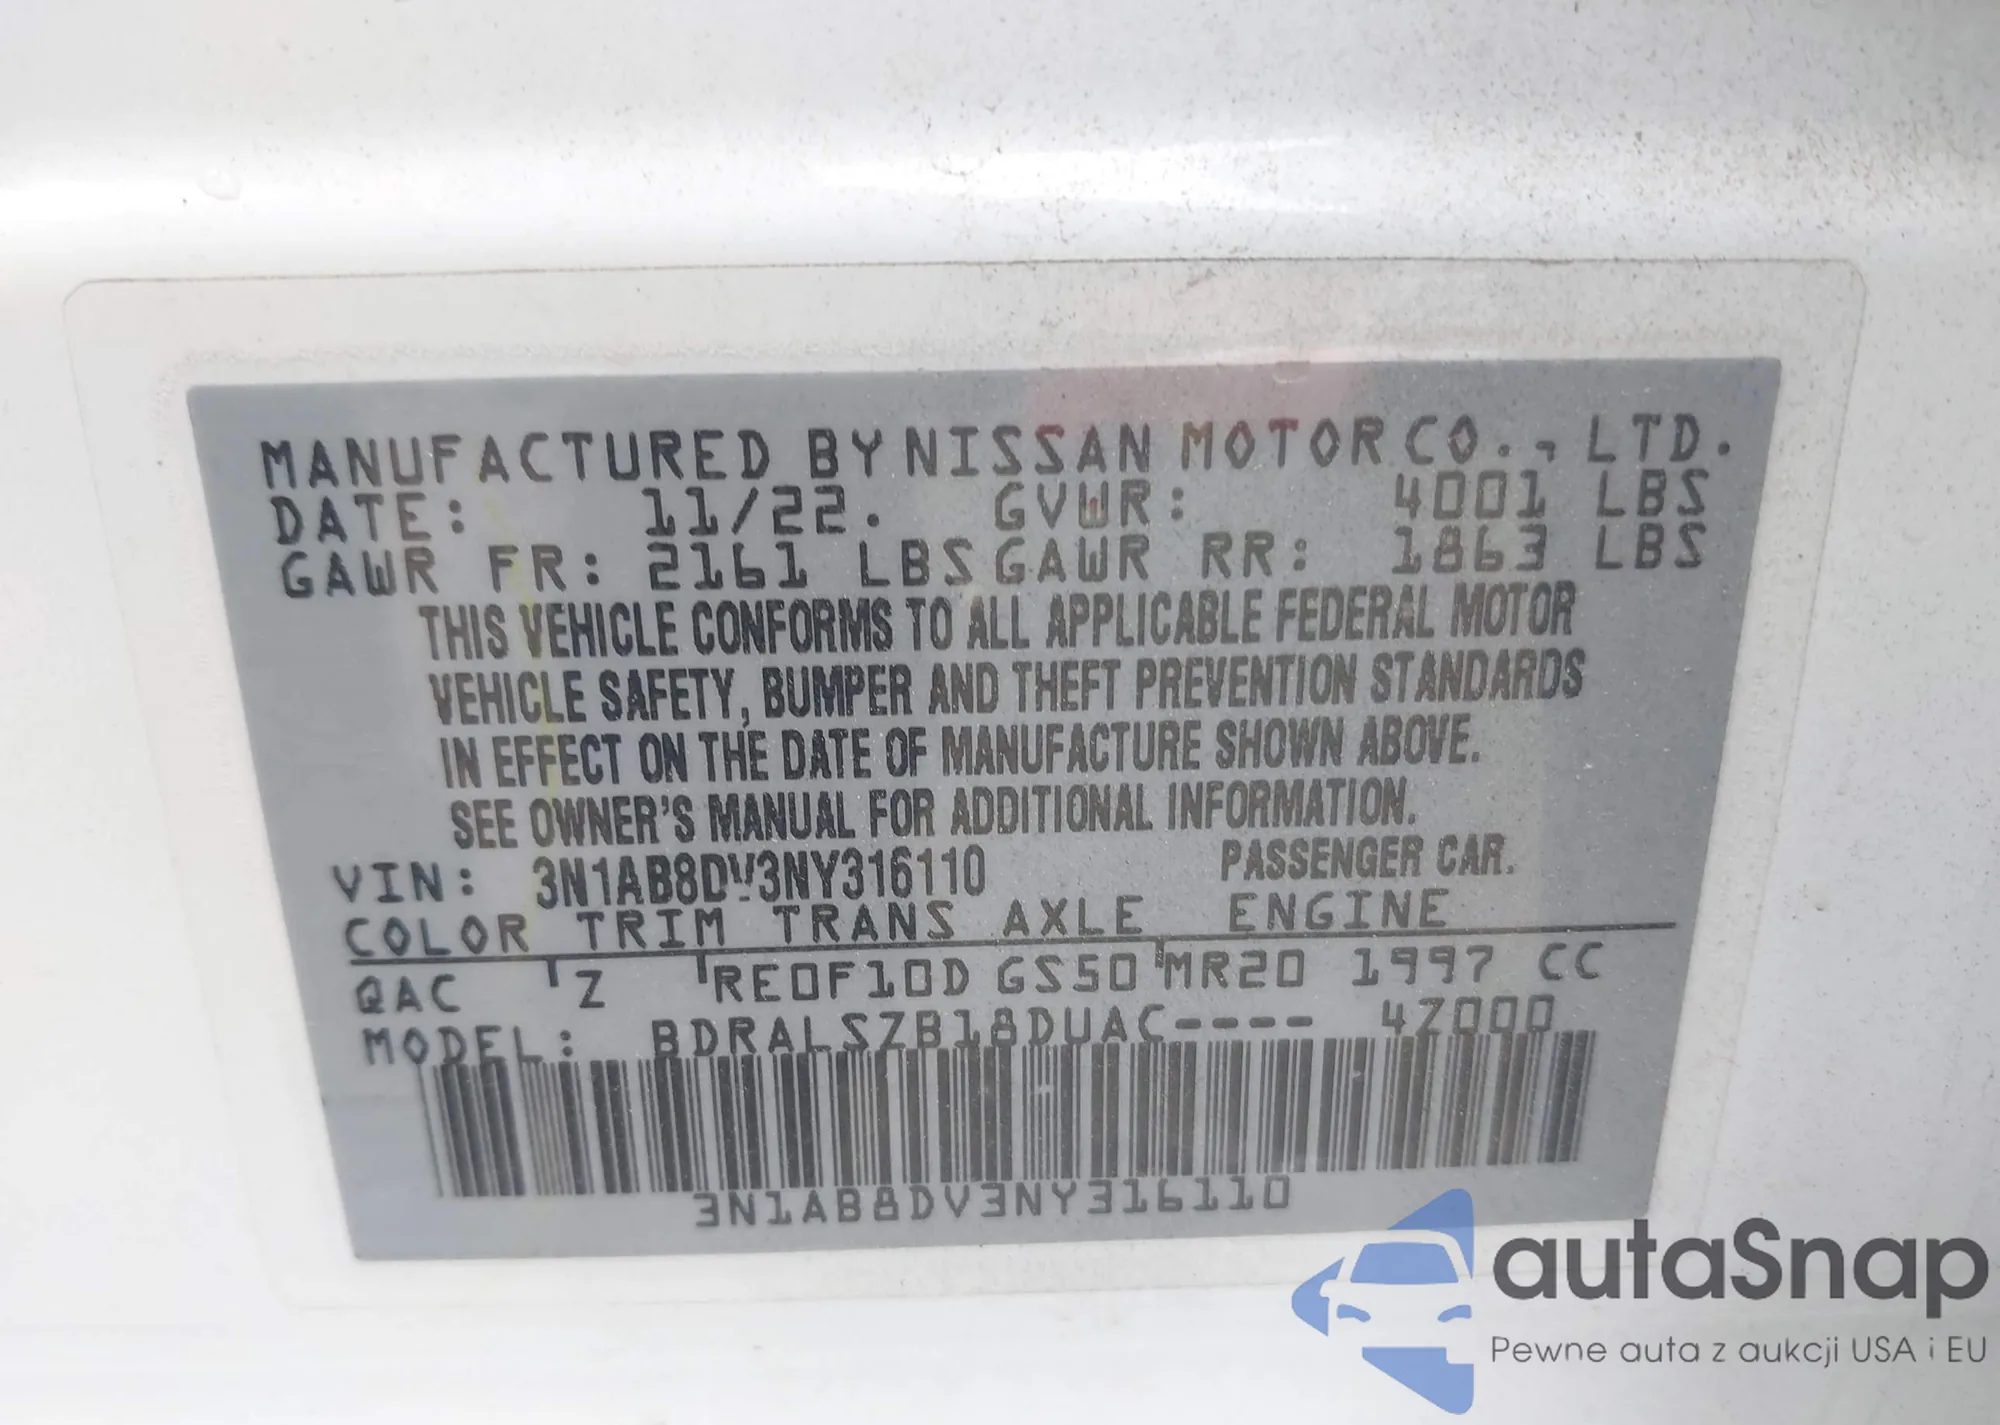 MANUFACTURED BY NISSAN MOTOR CO., LTD.
DATE: 11/22. GVWR: 4001 LBS
GAWR FR: 2161 LBS GAWR RR: 1863 LBS
THIS VEHICLE CONFORMS TO ALL APPLICABLE FEDERAL MOTOR
VEHICLE SAFETY, BUMPER AND THEFT PREVENTION STANDARDS
IN EFFECT ON THE DATE OF MANUFACTURE SHOWN ABOVE.
SEE OWNER'S MANUAL FOR ADDITIONAL INFORMATION.
VIN: 3N1AB8DV3NY316110 PASSENGER CAR.
COLOR TRIM TRANS AXLE ENGINE
QAC Z RE0F10D GS50 MR20 1997 CC
MODEL: BDRALSZB18DUAC---- 4Z000
3N1AB8DV3NY316110
autaSnap
Pewne auta z aukcji USA i EU